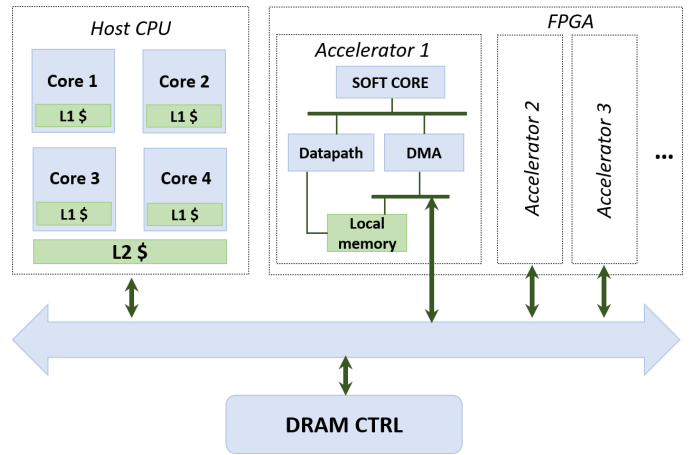 Host CPU
Core 1
L1 $
Core 2
L1 $
Core 3
L1 $
Core 4
L1 $
L2 $
FPGA
Accelerator 1
SOFT CORE
Datapath
DMA
Local
memory
Accelerator 2
Accelerator 3
...
DRAM CTRL